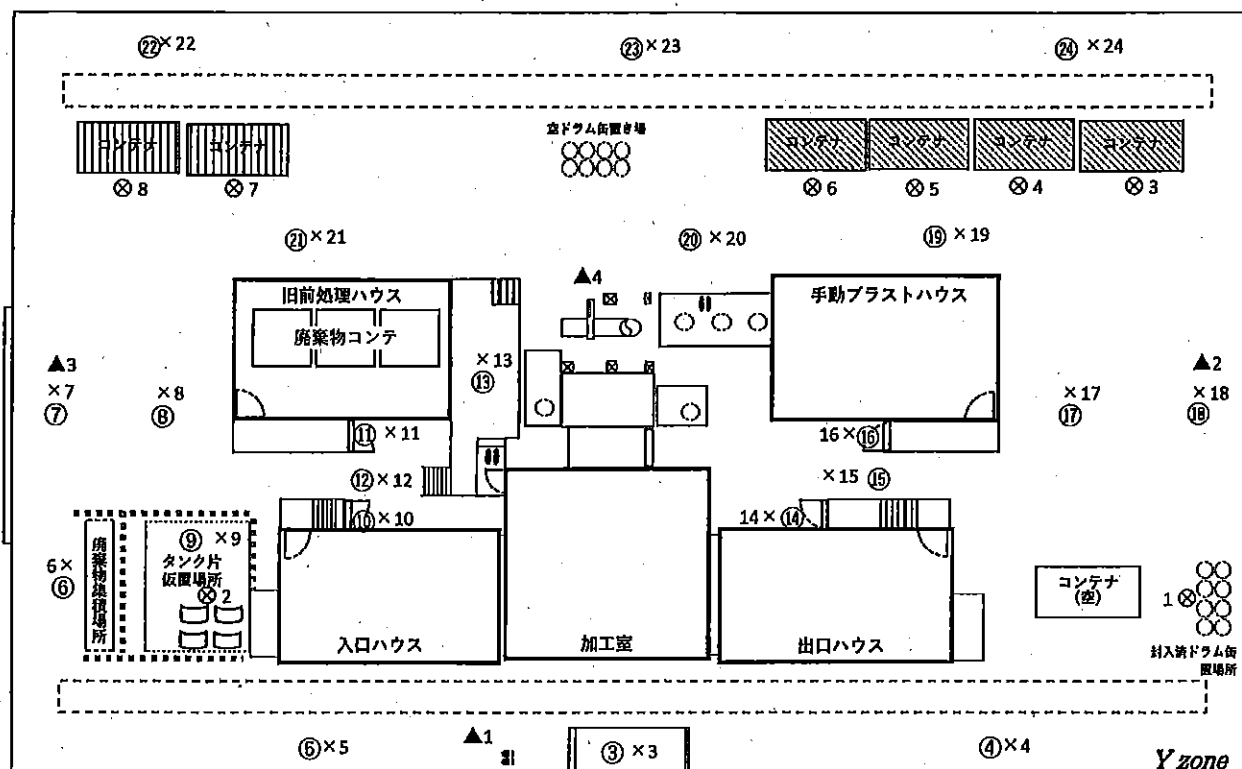 ㉒×22
㉓×23
㉔×24
コンテナ
コンテナ
空ドラム缶置き場
コンテナ
コンテナ
コンテナ
コンテナ
⊗8
⊗7
⊗6
⊗5
⊗4
⊗3
㉑×21
⑳×20
⑲×19
▲4
旧前処理ハウス
手動ブラストハウス
廃棄物コンテ
▲3
×13
⑬
▲2
×7
⑦
×8
⑧
×17
⑰
×18
⑱
⑪×11
16×⑯
⑫×12
×15⑮
⑩×10
14×⑭
⑨×9
廃棄物集積場所
タンク片
仮置場所
⊗2
6×
⑥
コンテナ
(空)
1⊗
入口ハウス
加工室
出口ハウス
封入済ドラム缶
置場所
▲1
×5
③×3
④×4
Y zone